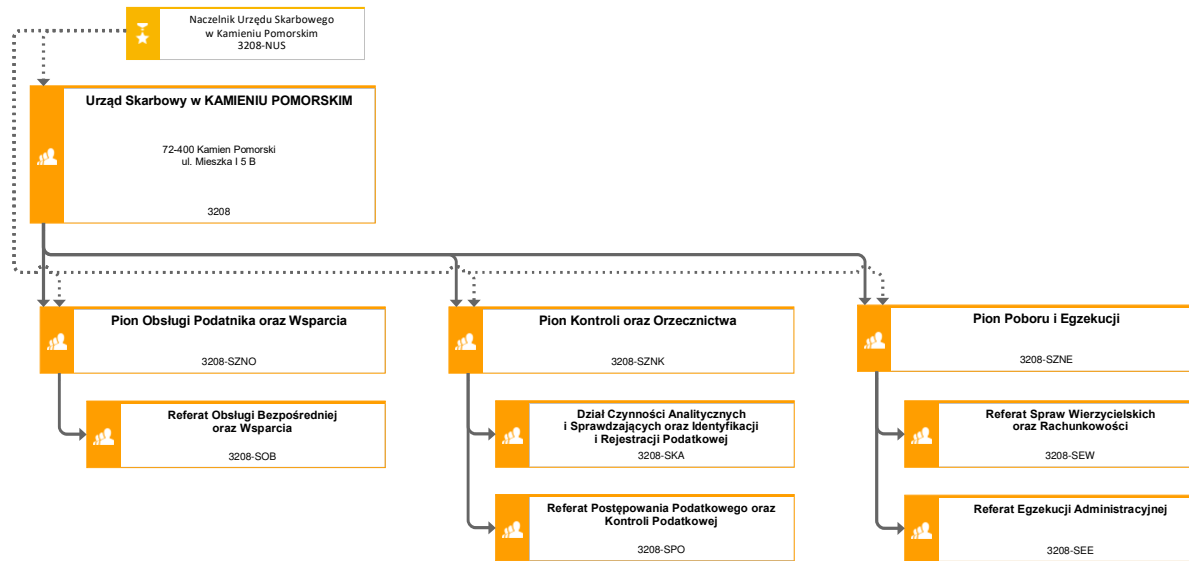 Naczelnik Urzędu Skarbowego
w Kamieniu Pomorskim
3208-NUS
Urząd Skarbowy w KAMIENIU POMORSKIM
72-400 Kamien Pomorski
ul. Mieszka I 5 B
3208
Pion Obsługi Podatnika oraz Wsparcia
3208-SZNO
Pion Kontroli oraz Orzecznictwa
3208-SZNK
Pion Poboru i Egzekucji
3208-SZNE
Referat Obsługi Bezpośredniej
oraz Wsparcia
3208-SOB
Dział Czynności Analitycznych
i Sprawdzających oraz Identyfikacji
i Rejestracji Podatkowej
3208-SKA
Referat Spraw Wierzycielskich
oraz Rachunkowości
3208-SEW
Referat Postępowania Podatkowego oraz
Kontroli Podatkowej
3208-SPO
Referat Egzekucji Administracyjnej
3208-SEE